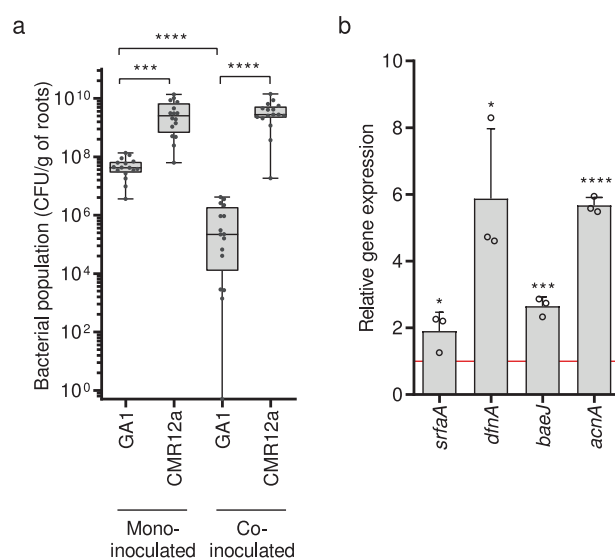 a
****
***
****
Bacterial population (CFU/g of roots)
10^10
10^8
10^6
10^4
10^2
10^0
GA1
CMR12a
GA1
CMR12a
Mono-
inoculated
Co-
inoculated
b
Relative gene expression
10
8
6
4
2
0
*
*
***
****
srfaA
dfnA
baeJ
acnA